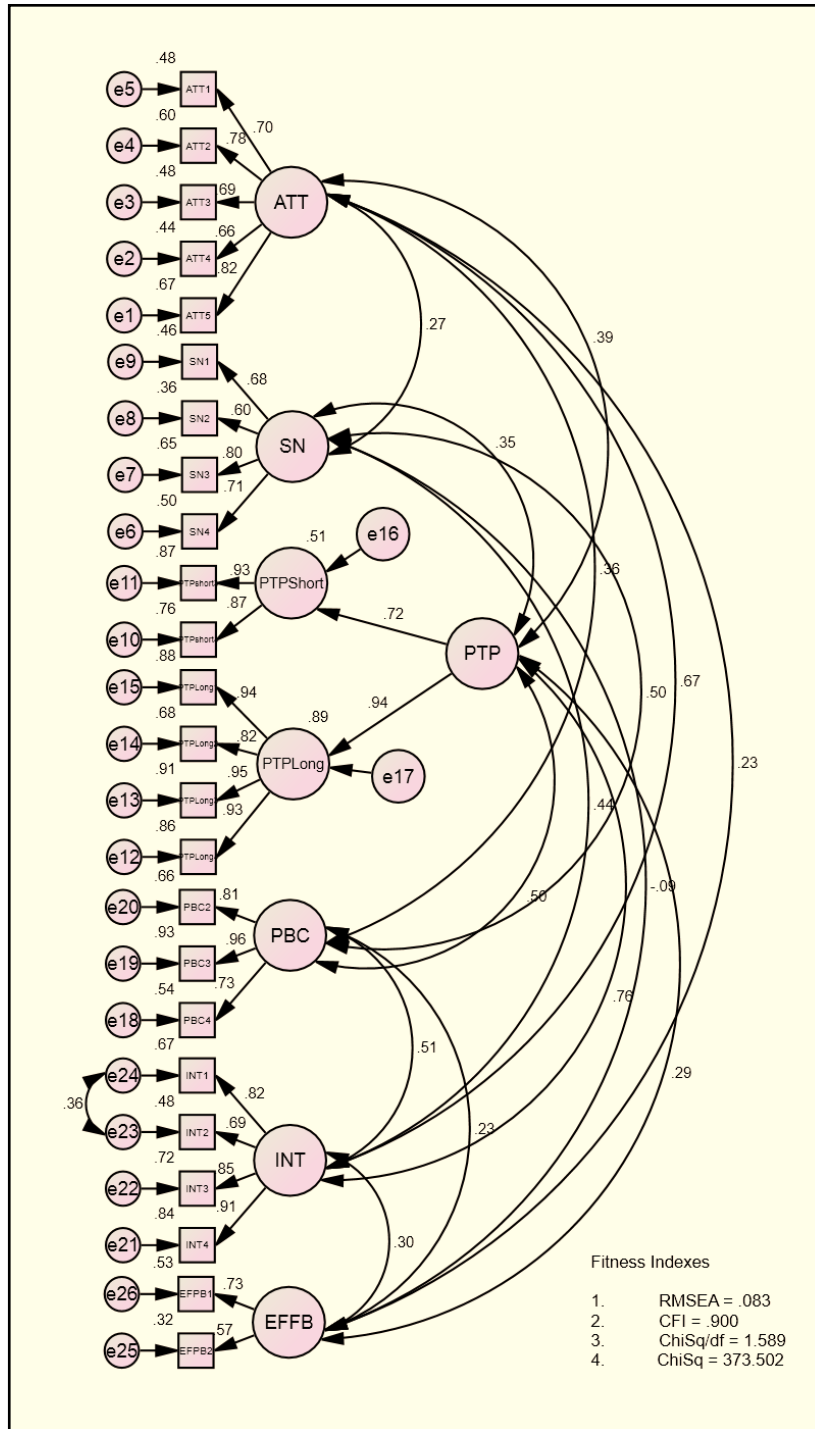 .48
e5 ATT1
.70
.60
e4 ATT2
.78
.48
e3 ATT3
.69
ATT
.44
e2 ATT4
.66
.67
.82
e1 ATT5
.27
.39
.46
e9 SN1
.68
.36
e8 SN2
.60
.65
SN
.35
e7 SN3
.80
.50
.71
e6 SN4
.51
e16
.87
e11 PTPshort
.93
PTPShort
.36
.76
.87
e10 PTPshort
.72
PTP
.88
e15 PTPLong
.94
.94
.67
.50
.68
e14 PTPLong
.82
.89
PTPLong
e17
.23
.91
e13 PTPLong
.95
.44
.86
.93
e12 PTPLong
.66
e20 PBC2
.81
-.09
.50
.93
e19 PBC3
.96
PBC
.54
.73
e18 PBC4
.76
.67
.51
e24 INT1
.82
.29
.36
.48
e23 INT2
.69
.23
.72
INT
e22 INT3
.85
.84
.91
e21 INT4
.30
.53
e26 EFPB1
.73
.32
EFFB
e25 EFPB2
.57
Fitness Indexes
1. RMSEA = .083
2. CFI = .900
3. ChiSq/df = 1.589
4. ChiSq = 373.502